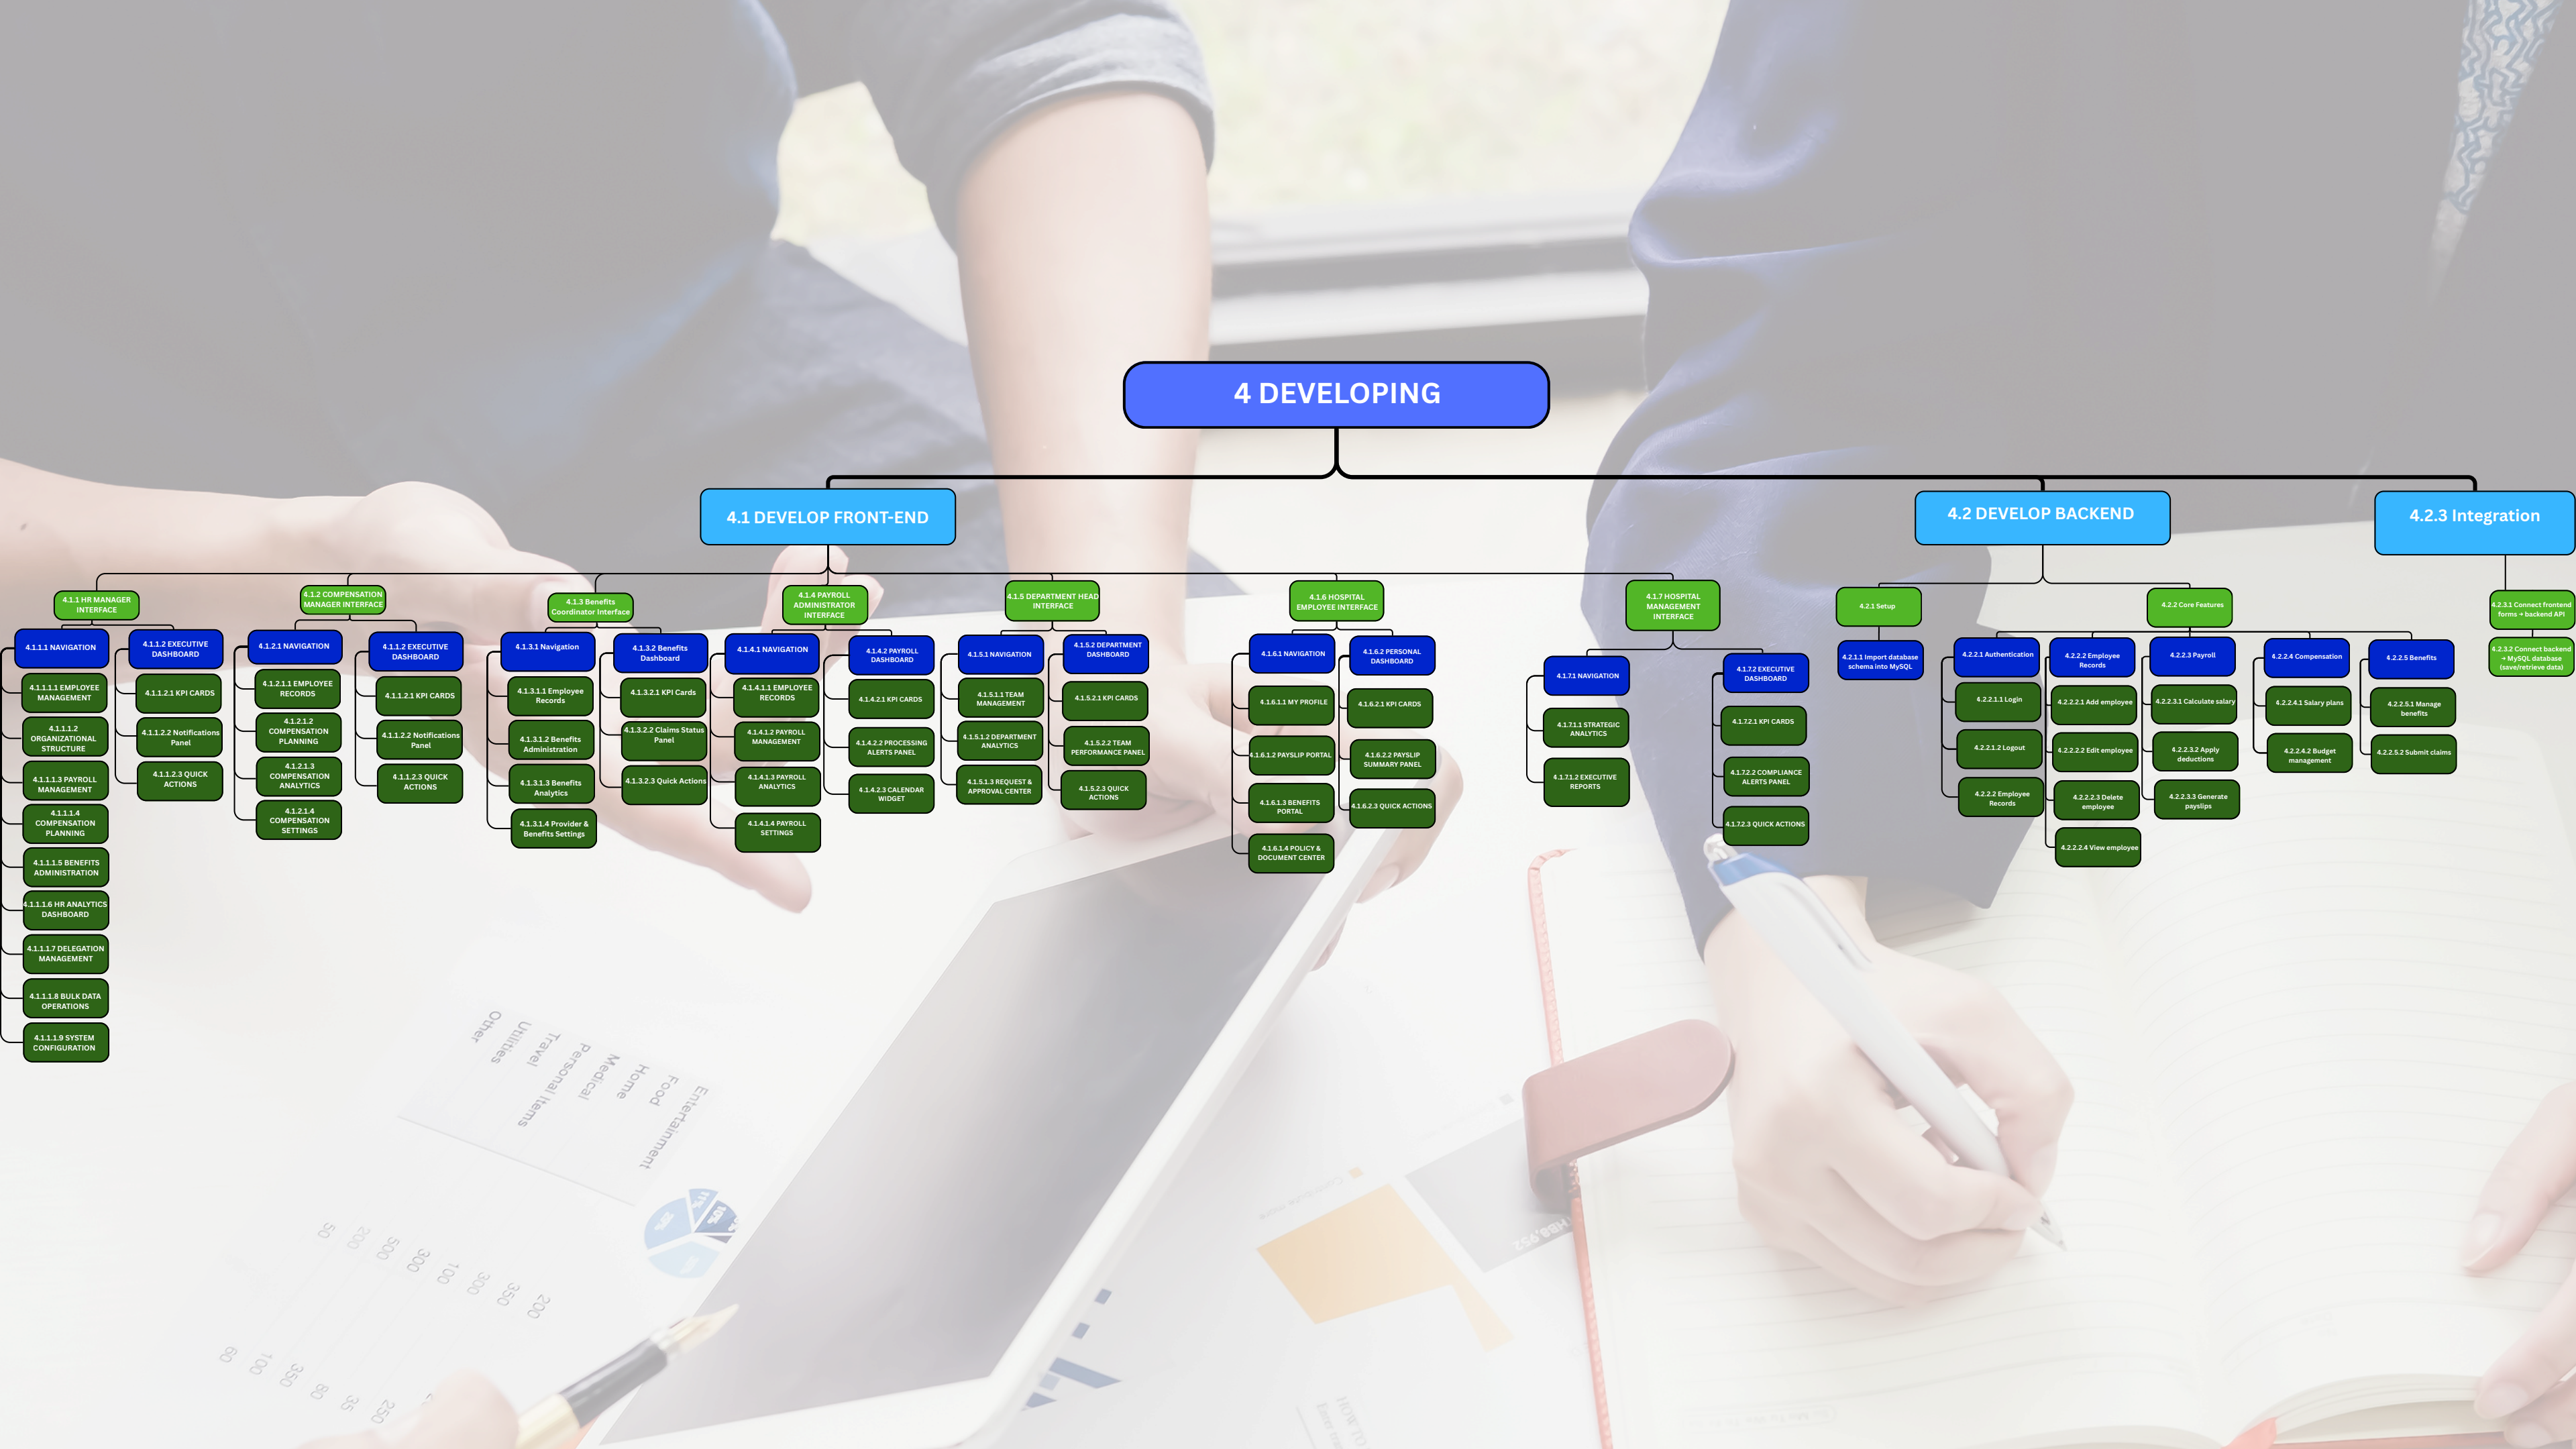 4 DEVELOPING
4.1 DEVELOP FRONT-END
4.2 DEVELOP BACKEND
4.2.3 Integration
4.1.1 HR MANAGER
INTERFACE
4.1.1.1 NAVIGATION
4.1.1.1.1 EMPLOYEE
MANAGEMENT
4.1.1.1.2
ORGANIZATIONAL
STRUCTURE
4.1.1.1.3 PAYROLL
MANAGEMENT
4.1.1.1.4
COMPENSATION
PLANNING
4.1.1.1.5 BENEFITS
ADMINISTRATION
4.1.1.1.6 HR ANALYTICS
DASHBOARD
4.1.1.1.7 DELEGATION
MANAGEMENT
4.1.1.1.8 BULK DATA
OPERATIONS
4.1.1.1.9 SYSTEM
CONFIGURATION
4.1.1.2 EXECUTIVE
DASHBOARD
4.1.1.2.1 KPI CARDS
4.1.1.2.2 Notifications
Panel
4.1.1.2.3 QUICK
ACTIONS
4.1.2 COMPENSATION
MANAGER INTERFACE
4.1.2.1 NAVIGATION
4.1.2.1.1 EMPLOYEE
RECORDS
4.1.2.1.2
COMPENSATION
PLANNING
4.1.2.1.3
COMPENSATION
ANALYTICS
4.1.2.1.4
COMPENSATION
SETTINGS
4.1.1.2 EXECUTIVE
DASHBOARD
4.1.1.2.1 KPI CARDS
4.1.1.2.2 Notifications
Panel
4.1.1.2.3 QUICK
ACTIONS
4.1.3 Benefits
Coordinator Interface
4.1.3.1 Navigation
4.1.3.1.1 Employee
Records
4.1.3.1.2 Benefits
Administration
4.1.3.1.3 Benefits
Analytics
4.1.3.1.4 Provider &
Benefits Settings
4.1.3.2 Benefits
Dashboard
4.1.3.2.1 KPI Cards
4.1.3.2.2 Claims Status
Panel
4.1.3.2.3 Quick Actions
4.1.4 PAYROLL
ADMINISTRATOR
INTERFACE
4.1.4.1 NAVIGATION
4.1.4.1.1 EMPLOYEE
RECORDS
4.1.4.1.2 PAYROLL
MANAGEMENT
4.1.4.1.3 PAYROLL
ANALYTICS
4.1.4.1.4 PAYROLL
SETTINGS
4.1.4.2 PAYROLL
DASHBOARD
4.1.4.2.1 KPI CARDS
4.1.4.2.2 PROCESSING
ALERTS PANEL
4.1.4.2.3 CALENDAR
WIDGET
4.1.5 DEPARTMENT HEAD
INTERFACE
4.1.5.1 NAVIGATION
4.1.5.1.1 TEAM
MANAGEMENT
4.1.5.1.2 DEPARTMENT
ANALYTICS
4.1.5.1.3 REQUEST &
APPROVAL CENTER
4.1.5.2 DEPARTMENT
DASHBOARD
4.1.5.2.1 KPI CARDS
4.1.5.2.2 TEAM
PERFORMANCE PANEL
4.1.5.2.3 QUICK
ACTIONS
4.1.6 HOSPITAL
EMPLOYEE INTERFACE
4.1.6.1 NAVIGATION
4.1.6.1.1 MY PROFILE
4.1.6.1.2 PAYSLIP PORTAL
4.1.6.1.3 BENEFITS
PORTAL
4.1.6.1.4 POLICY &
DOCUMENT CENTER
4.1.6.2 PERSONAL
DASHBOARD
4.1.6.2.1 KPI CARDS
4.1.6.2.2 PAYSLIP
SUMMARY PANEL
4.1.6.2.3 QUICK ACTIONS
4.1.7 HOSPITAL
MANAGEMENT
INTERFACE
4.1.7.1 NAVIGATION
4.1.7.1.1 STRATEGIC
ANALYTICS
4.1.7.1.2 EXECUTIVE
REPORTS
4.1.7.2 EXECUTIVE
DASHBOARD
4.1.7.2.1 KPI CARDS
4.1.7.2.2 COMPLIANCE
ALERTS PANEL
4.1.7.2.3 QUICK ACTIONS
4.2.1 Setup
4.2.1.1 Import database
schema into MySQL
4.2.2 Core Features
4.2.2.1 Authentication
4.2.2.1.1 Login
4.2.2.1.2 Logout
4.2.2.2 Employee
Records
4.2.2.2 Employee
Records
4.2.2.2.1 Add employee
4.2.2.2.2 Edit employee
4.2.2.2.3 Delete
employee
4.2.2.2.4 View employee
4.2.2.3 Payroll
4.2.2.3.1 Calculate salary
4.2.2.3.2 Apply
deductions
4.2.2.3.3 Generate
payslips
4.2.2.4 Compensation
4.2.2.4.1 Salary plans
4.2.2.4.2 Budget
management
4.2.2.5 Benefits
4.2.2.5.1 Manage
benefits
4.2.2.5.2 Submit claims
4.2.3.1 Connect frontend
forms → backend API
4.2.3.2 Connect backend
→ MySQL database
(save/retrieve data)
Other
Utilities
Travel
Personal Items
Medical
Home
Food
Entertainment
50
200
500
300
100
300
350
200
60
100
350
80
35
250
HOW TO